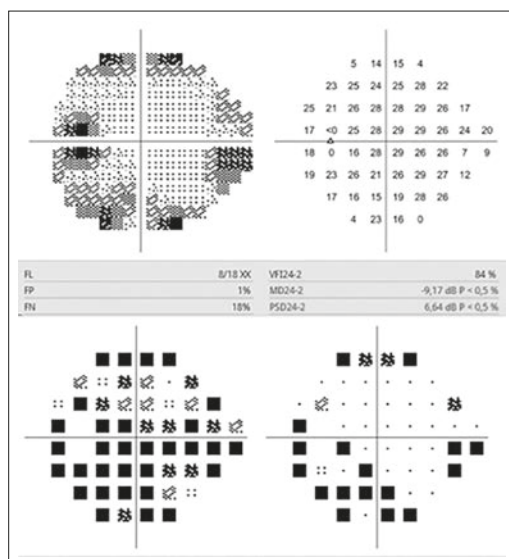 5 14 15 4
23 25 24 25 28 22
25 21 26 28 28 29 26 17
17 <0 25 28 29 29 26 24 20
18 0 16 28 29 26 26 7 9
19 23 26 21 26 29 27 12
17 16 15 19 28 26
4 23 16 0
FL 8/18 XX VFI24-2 84 %
FP 1% MD24-2 -9,17 dB P < 0,5 %
FN 18% PSD24-2 6,64 dB P < 0,5 %